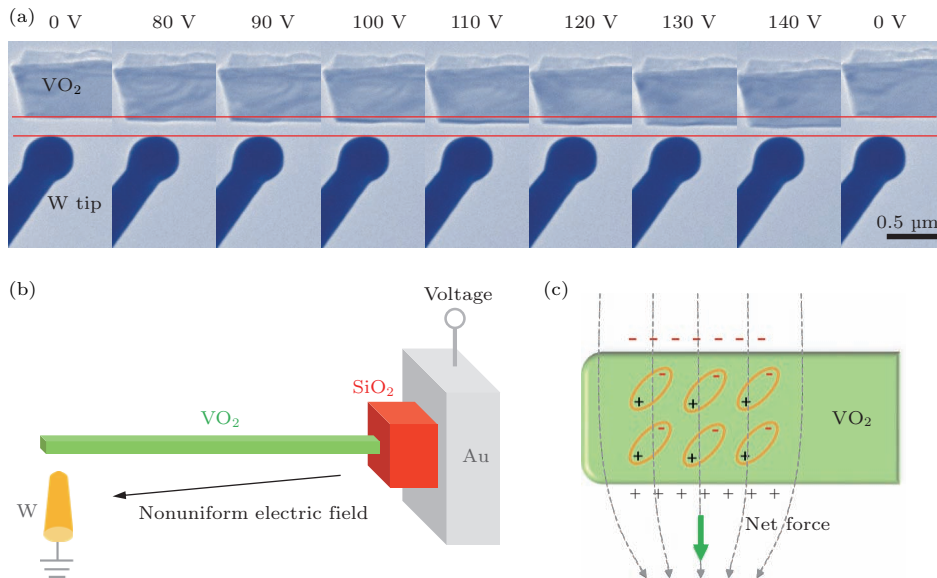 (a)
0 V 80 V 90 V 100 V 110 V 120 V 130 V 140 V 0 V
VO₂
W tip
0.5 µm
(b)
Voltage
SiO₂
VO₂
Au
W
Nonuniform electric field
(c)
- - - - - - -
- - -
+ + +
- - -
+ + +
VO₂
+ + + + + + +
Net force